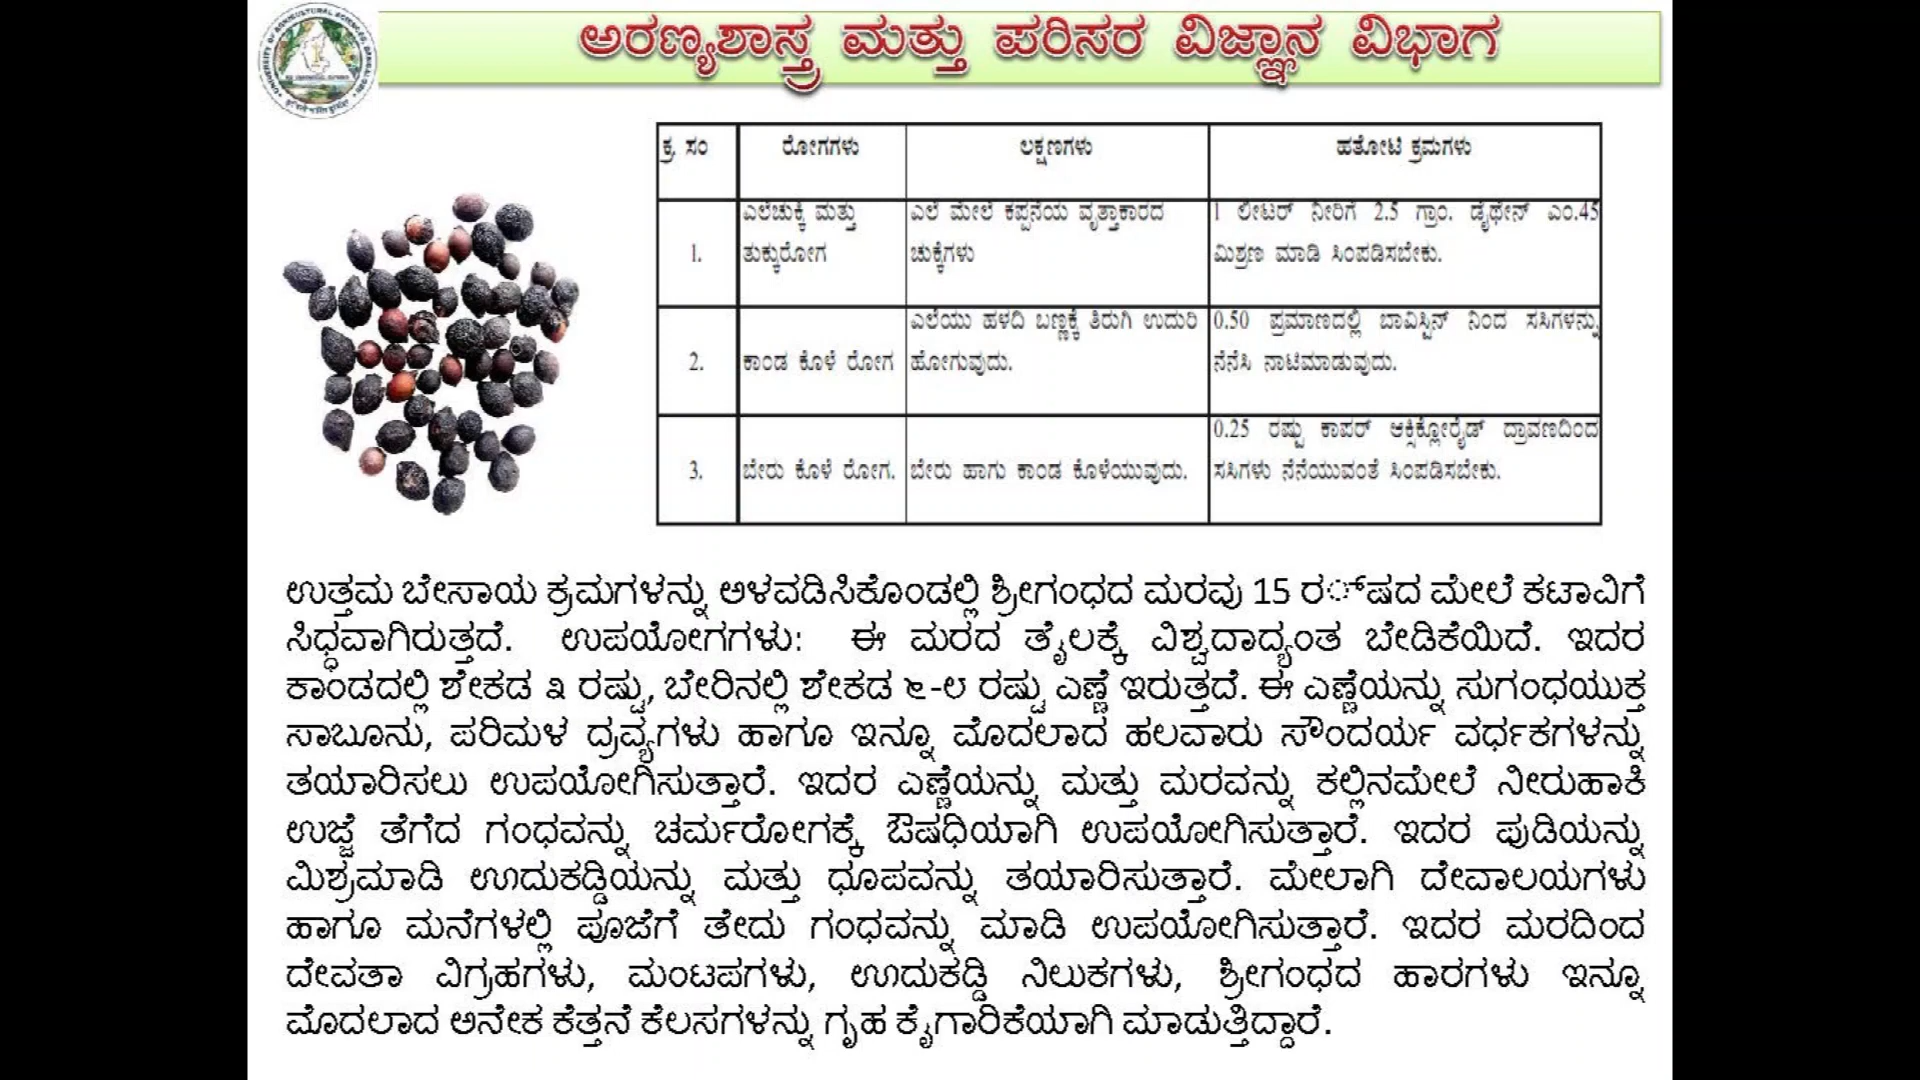 ಅರಣ್ಯಶಾಸ್ತ್ರ ಮತ್ತು ಪರಿಸರ ವಿಜ್ಞಾನ ವಿಭಾಗ
ಕ್ರ. ಸಂ ರೋಗಗಳು ಲಕ್ಷಣಗಳು ಹತೋಟಿ ಕ್ರಮಗಳು
1. ಎಲೆಚುಕ್ಕಿ ಮತ್ತು ತುಕ್ಕುರೋಗ ಎಲೆ ಮೇಲೆ ಕಪ್ಪನೆಯ ವೃತ್ತಾಕಾರದ ಚುಕ್ಕೆಗಳು 1 ಲೀಟರ್ ನೀರಿಗೆ 2.5 ಗ್ರಾಂ. ಡೈಥೇನ್ ಎಂ.45 ಮಿಶ್ರಣ ಮಾಡಿ ಸಿಂಪಡಿಸಬೇಕು.
2. ಕಾಂಡ ಕೊಳೆ ರೋಗ ಎಲೆಯು ಹಳದಿ ಬಣ್ಣಕ್ಕೆ ತಿರುಗಿ ಉದುರಿ ಹೋಗುವುದು. 0.50 ಪ್ರಮಾಣದಲ್ಲಿ ಬಾವಿಸ್ಟಿನ್ ನಿಂದ ಸಸಿಗಳನ್ನು ನೆನೆಸಿ ನಾಟಿಮಾಡುವುದು.
3. ಬೇರು ಕೊಳೆ ರೋಗ. ಬೇರು ಹಾಗು ಕಾಂಡ ಕೊಳೆಯುವುದು. 0.25 ರಷ್ಟು ಕಾಪರ್ ಆಕ್ಸಿಕ್ಲೋರೈಡ್ ದ್ರಾವಣದಿಂದ ಸಸಿಗಳು ನೆನೆಯುವಂತೆ ಸಿಂಪಡಿಸಬೇಕು.
ಉತ್ತಮ ಬೇಸಾಯ ಕ್ರಮಗಳನ್ನು ಅಳವಡಿಸಿಕೊಂಡಲ್ಲಿ ಶ್ರೀಗಂಧದ ಮರವು 15 ರ್ಷದ ಮೇಲೆ ಕಟಾವಿಗೆ
ಸಿಧ್ಧವಾಗಿರುತ್ತದೆ. ಉಪಯೋಗಗಳು: ಈ ಮರದ ತೈಲಕ್ಕೆ ವಿಶ್ವದಾದ್ಯಂತ ಬೇಡಿಕೆಯಿದೆ. ಇದರ
ಕಾಂಡದಲ್ಲಿ ಶೇಕಡ ೩ ರಷ್ಟು, ಬೇರಿನಲ್ಲಿ ಶೇಕಡ ೬-೮ ರಷ್ಟು ಎಣ್ಣೆ ಇರುತ್ತದೆ. ಈ ಎಣ್ಣೆಯನ್ನು ಸುಗಂಧಯುಕ್ತ
ಸಾಬೂನು, ಪರಿಮಳ ದ್ರವ್ಯಗಳು ಹಾಗೂ ಇನ್ನೂ ಮೊದಲಾದ ಹಲವಾರು ಸೌಂದರ್ಯ ವರ್ಧಕಗಳನ್ನು
ತಯಾರಿಸಲು ಉಪಯೋಗಿಸುತ್ತಾರೆ. ಇದರ ಎಣ್ಣೆಯನ್ನು ಮತ್ತು ಮರವನ್ನು ಕಲ್ಲಿನಮೇಲೆ ನೀರುಹಾಕಿ
ಉಜ್ಜೆ ತೆಗೆದ ಗಂಧವನ್ನು ಚರ್ಮರೋಗಕ್ಕೆ ಔಷಧಿಯಾಗಿ ಉಪಯೋಗಿಸುತ್ತಾರೆ. ಇದರ ಪುಡಿಯನ್ನು
ಮಿಶ್ರಮಾಡಿ ಊದುಕಡ್ಡಿಯನ್ನು ಮತ್ತು ಧೂಪವನ್ನು ತಯಾರಿಸುತ್ತಾರೆ. ಮೇಲಾಗಿ ದೇವಾಲಯಗಳು
ಹಾಗೂ ಮನೆಗಳಲ್ಲಿ ಪೂಜೆಗೆ ತೇದು ಗಂಧವನ್ನು ಮಾಡಿ ಉಪಯೋಗಿಸುತ್ತಾರೆ. ಇದರ ಮರದಿಂದ
ದೇವತಾ ವಿಗ್ರಹಗಳು, ಮಂಟಪಗಳು, ಊದುಕಡ್ಡಿ ನಿಲುಕಗಳು, ಶ್ರೀಗಂಧದ ಹಾರಗಳು ಇನ್ನೂ
ಮೊದಲಾದ ಅನೇಕ ಕೆತ್ತನೆ ಕೆಲಸಗಳನ್ನು ಗೃಹ ಕೈಗಾರಿಕೆಯಾಗಿ ಮಾಡುತ್ತಿದ್ದಾರೆ.